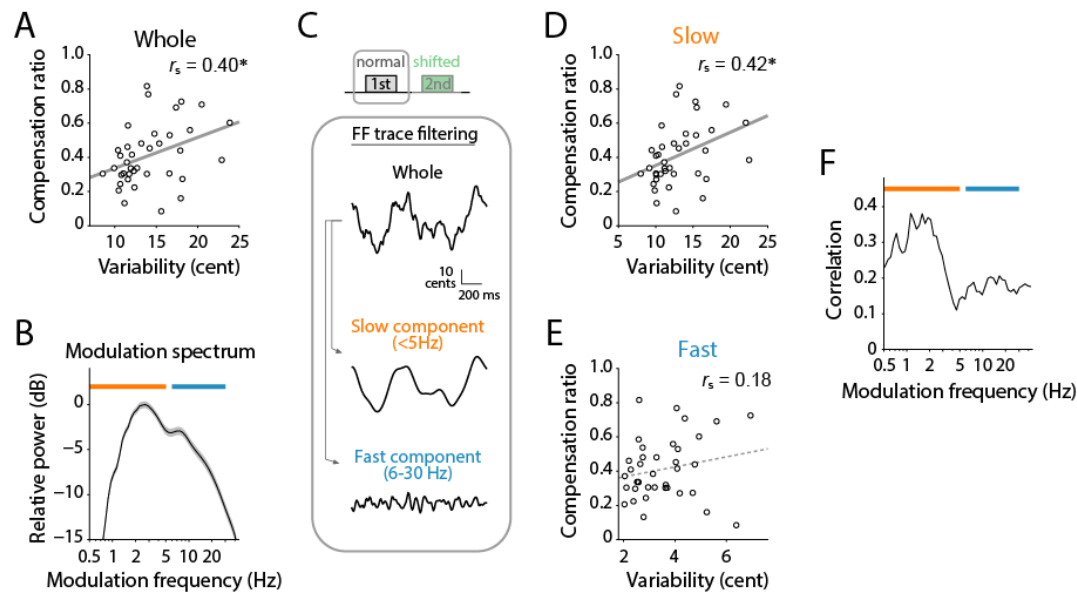 A
Whole
rs = 0.40*
Compensation ratio
1.0
0.8
0.6
0.4
0.2
0
10
15
20
25
Variability (cent)
B
Modulation spectrum
Relative power (dB)
0
−5
−10
−15
0.5
1
2
5
10
20
Modulation frequency (Hz)
C
normal
shifted
1st
2nd
FF trace filtering
Whole
10
cents
200 ms
Slow component
(<5Hz)
Fast component
(6-30 Hz)
D
Slow
rs = 0.42*
Compensation ratio
1.0
0.8
0.6
0.4
0.2
0
5
10
15
20
25
Variability (cent)
E
Fast
rs = 0.18
Compensation ratio
1.0
0.8
0.6
0.4
0.2
0
2
4
6
Variability (cent)
F
Correlation
0.4
0.3
0.2
0.1
0
0.5
1
2
5
10
20
Modulation frequency (Hz)